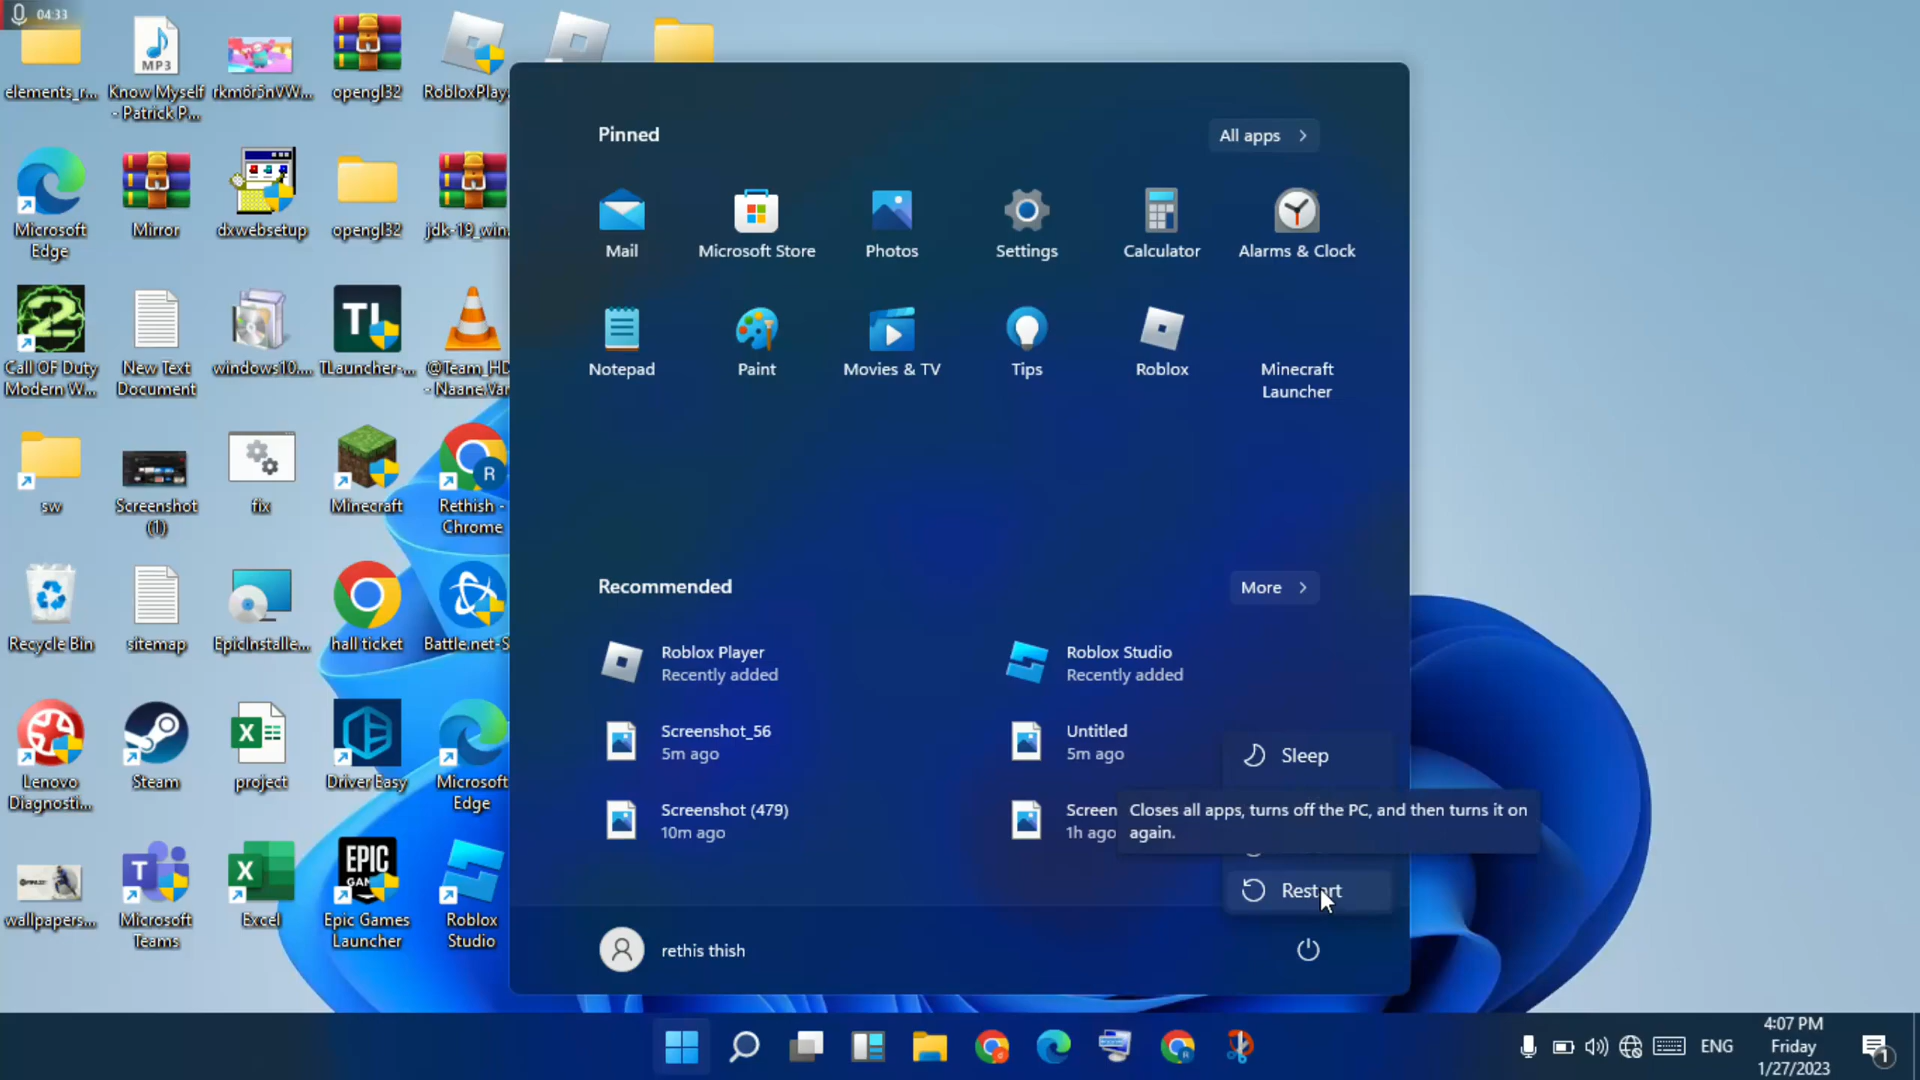 04:33
elements_r...
Know Myself
- Patrick P...
rkmör5nVW...
opengl32
RobloxPlay
MP3
Microsoft
Edge
Mirror
dxwebsetup
opengl32
jdk-19_win
Call OF Duty
Modern W...
New Text
Document
windows10....
TL
TLauncher-...
@Team_HD
- Naane.Var
sw
Screenshot
(1)
fix
Minecraft
R
Rethish -
Chrome
Recycle Bin
sitemap
EpicInstalle...
hall ticket
Battle.net-S
Lenovo
Diagnosti...
Steam
project
Driver Easy
Microsoft
Edge
wallpapers...
Microsoft
Teams
Excel
EPIC
GAM
Epic Games
Launcher
Roblox
Studio
Pinned
All apps
Mail
Microsoft Store
Photos
Settings
Calculator
Alarms & Clock
Notepad
Paint
Movies & TV
Tips
Roblox
Minecraft
Launcher
Recommended
More
Roblox Player
Recently added
Roblox Studio
Recently added
Screenshot_56
5m ago
Untitled
5m ago
Screenshot (479)
10m ago
Screen
1h ago
Sleep
Closes all apps, turns off the PC, and then turns it on
again.
Restart
rethis thish
ENG
4:07 PM
Friday
1/27/2023
1